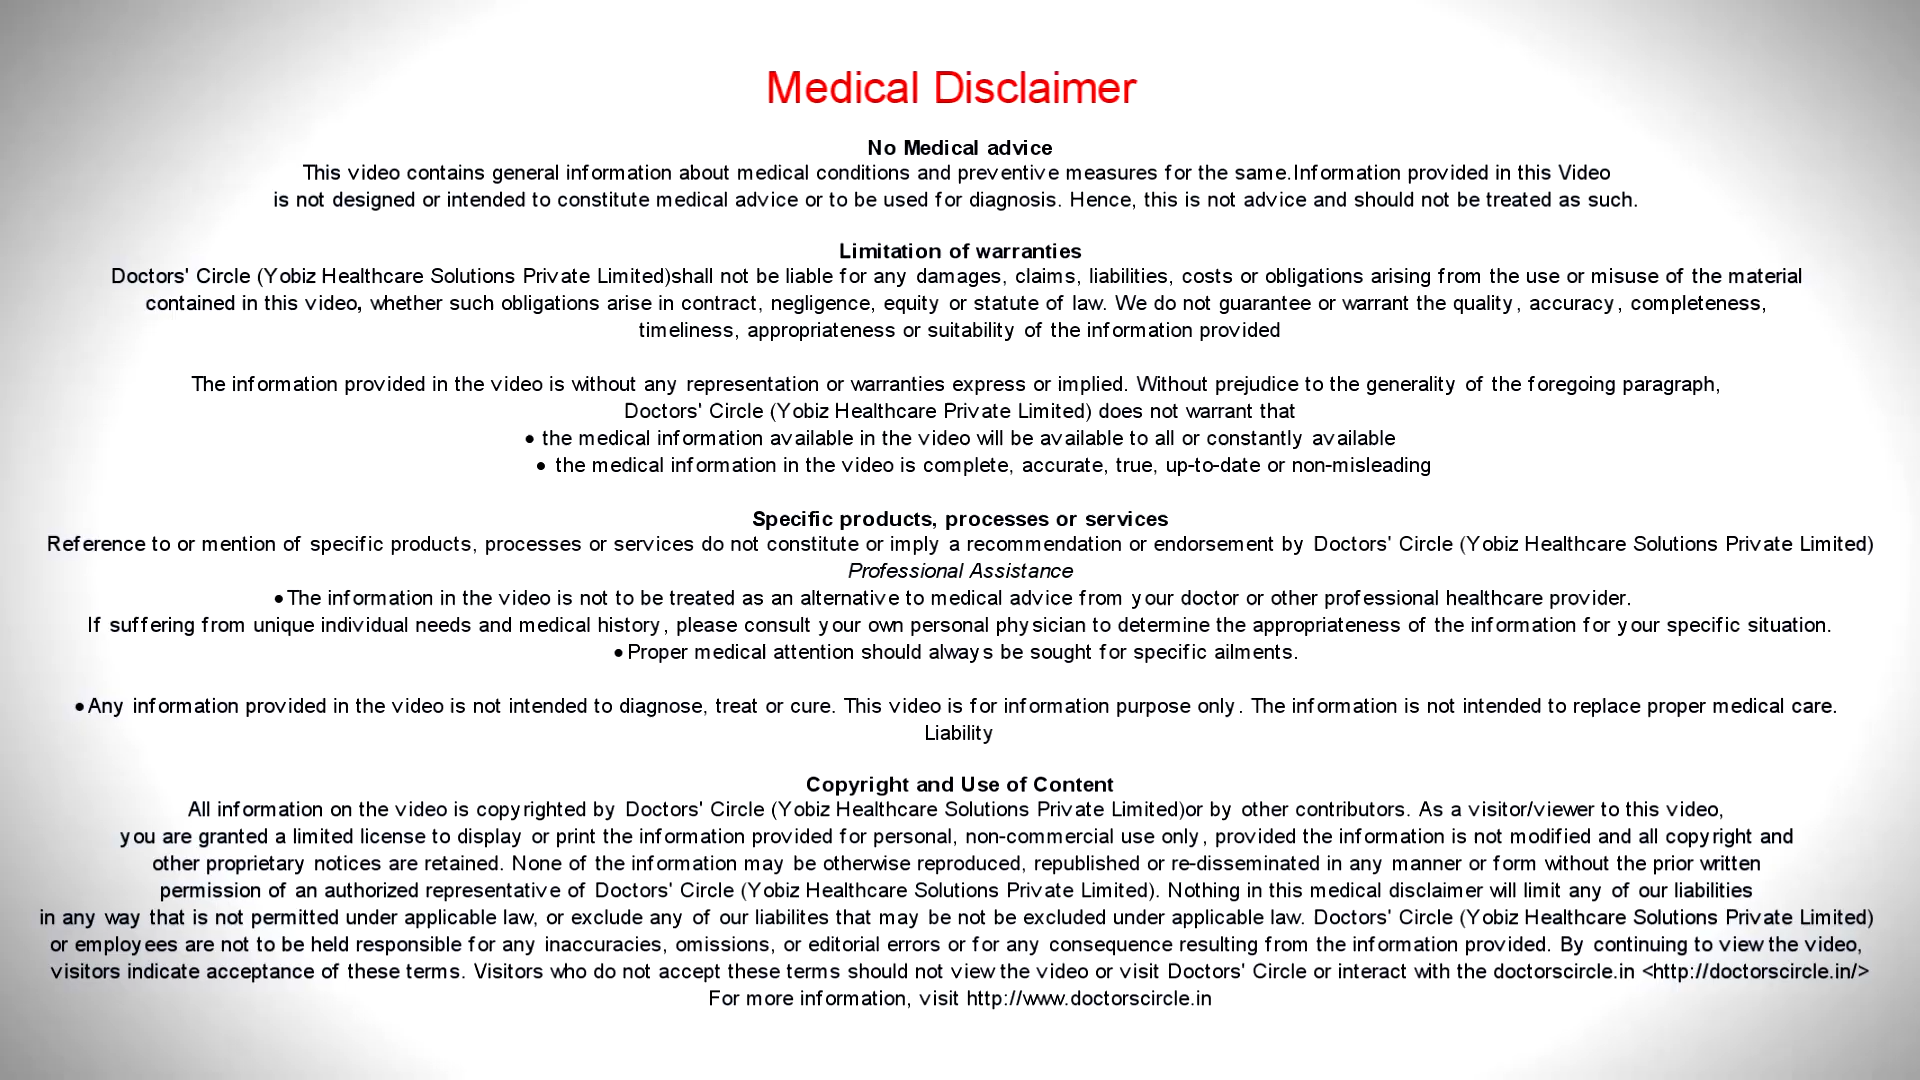 Medical Disclaimer
No Medical advice
This video contains general information about medical conditions and preventive measures for the same.Information provided in this Video
is not designed or intended to constitute medical advice or to be used for diagnosis. Hence, this is not advice and should not be treated as such.
Limitation of warranties
Doctors' Circle (Yobiz Healthcare Solutions Private Limited)shall not be liable for any damages, claims, liabilities, costs or obligations arising from the use or misuse of the material
contained in this video, whether such obligations arise in contract, negligence, equity or statute of law. We do not guarantee or warrant the quality, accuracy, completeness,
timeliness, appropriateness or suitability of the information provided
The information provided in the video is without any representation or warranties express or implied. Without prejudice to the generality of the foregoing paragraph,
Doctors' Circle (Yobiz Healthcare Private Limited) does not warrant that
• the medical information available in the video will be available to all or constantly available
• the medical information in the video is complete, accurate, true, up-to-date or non-misleading
Specific products, processes or services
Reference to or mention of specific products, processes or services do not constitute or imply a recommendation or endorsement by Doctors' Circle (Yobiz Healthcare Solutions Private Limited)
Professional Assistance
•The information in the video is not to be treated as an alternative to medical advice from your doctor or other professional healthcare provider.
If suffering from unique individual needs and medical history, please consult your own personal physician to determine the appropriateness of the information for your specific situation.
•Proper medical attention should always be sought for specific ailments.
•Any information provided in the video is not intended to diagnose, treat or cure. This video is for information purpose only. The information is not intended to replace proper medical care.
Liability
Copyright and Use of Content
All information on the video is copyrighted by Doctors' Circle (Yobiz Healthcare Solutions Private Limited)or by other contributors. As a visitor/viewer to this video,
you are granted a limited license to display or print the information provided for personal, non-commercial use only, provided the information is not modified and all copyright and
other proprietary notices are retained. None of the information may be otherwise reproduced, republished or re-disseminated in any manner or form without the prior written
permission of an authorized representative of Doctors' Circle (Yobiz Healthcare Solutions Private Limited). Nothing in this medical disclaimer will limit any of our liabilities
in any way that is not permitted under applicable law, or exclude any of our liabilites that may be not be excluded under applicable law. Doctors' Circle (Yobiz Healthcare Solutions Private Limited)
or employees are not to be held responsible for any inaccuracies, omissions, or editorial errors or for any consequence resulting from the information provided. By continuing to view the video,
visitors indicate acceptance of these terms. Visitors who do not accept these terms should not view the video or visit Doctors' Circle or interact with the doctorscircle.in <http://doctorscircle.in/>
For more information, visit http://www.doctorscircle.in